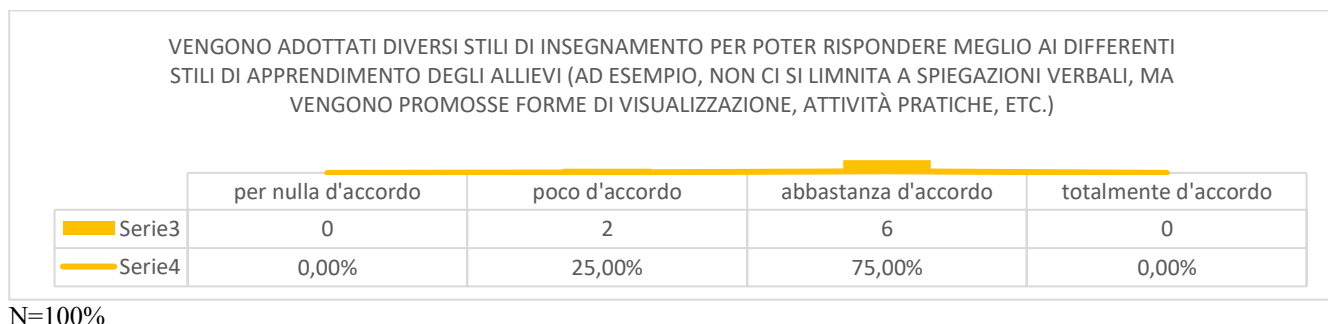 VENGONO ADOTTATI DIVERSI STILI DI INSEGNAMENTO PER POTER RISPONDERE MEGLIO AI DIFFERENTI
STILI DI APPRENDIMENTO DEGLI ALLIEVI (AD ESEMPIO, NON CI SI LIMNITA A SPIEGAZIONI VERBALI, MA
VENGONO PROMOSSE FORME DI VISUALIZZAZIONE, ATTIVITÀ PRATICHE, ETC.)
per nulla d'accordo poco d'accordo abbastanza d'accordo totalmente d'accordo
Serie3 0 2 6 0
Serie4 0,00% 25,00% 75,00% 0,00%
N=100%